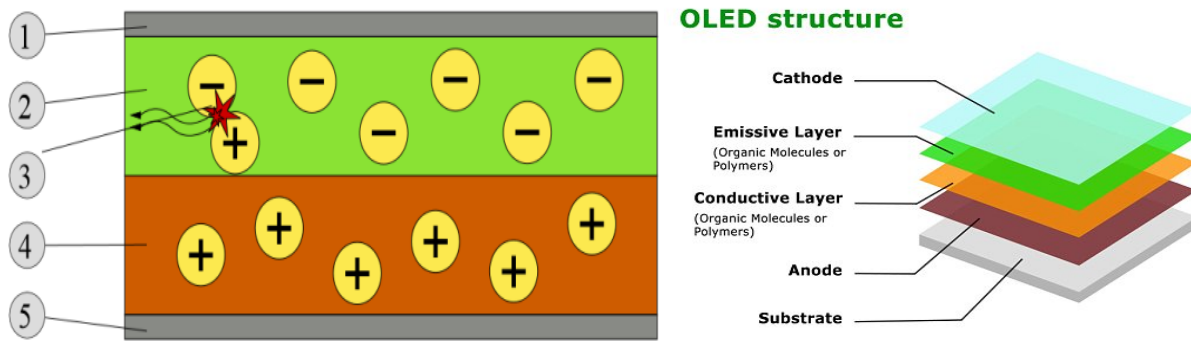 1
2
3
4
5
− − − −
− −
+
+ + + +
+ +
OLED structure
Cathode
Emissive Layer
(Organic Molecules or
Polymers)
Conductive Layer
(Organic Molecules or
Polymers)
Anode
Substrate